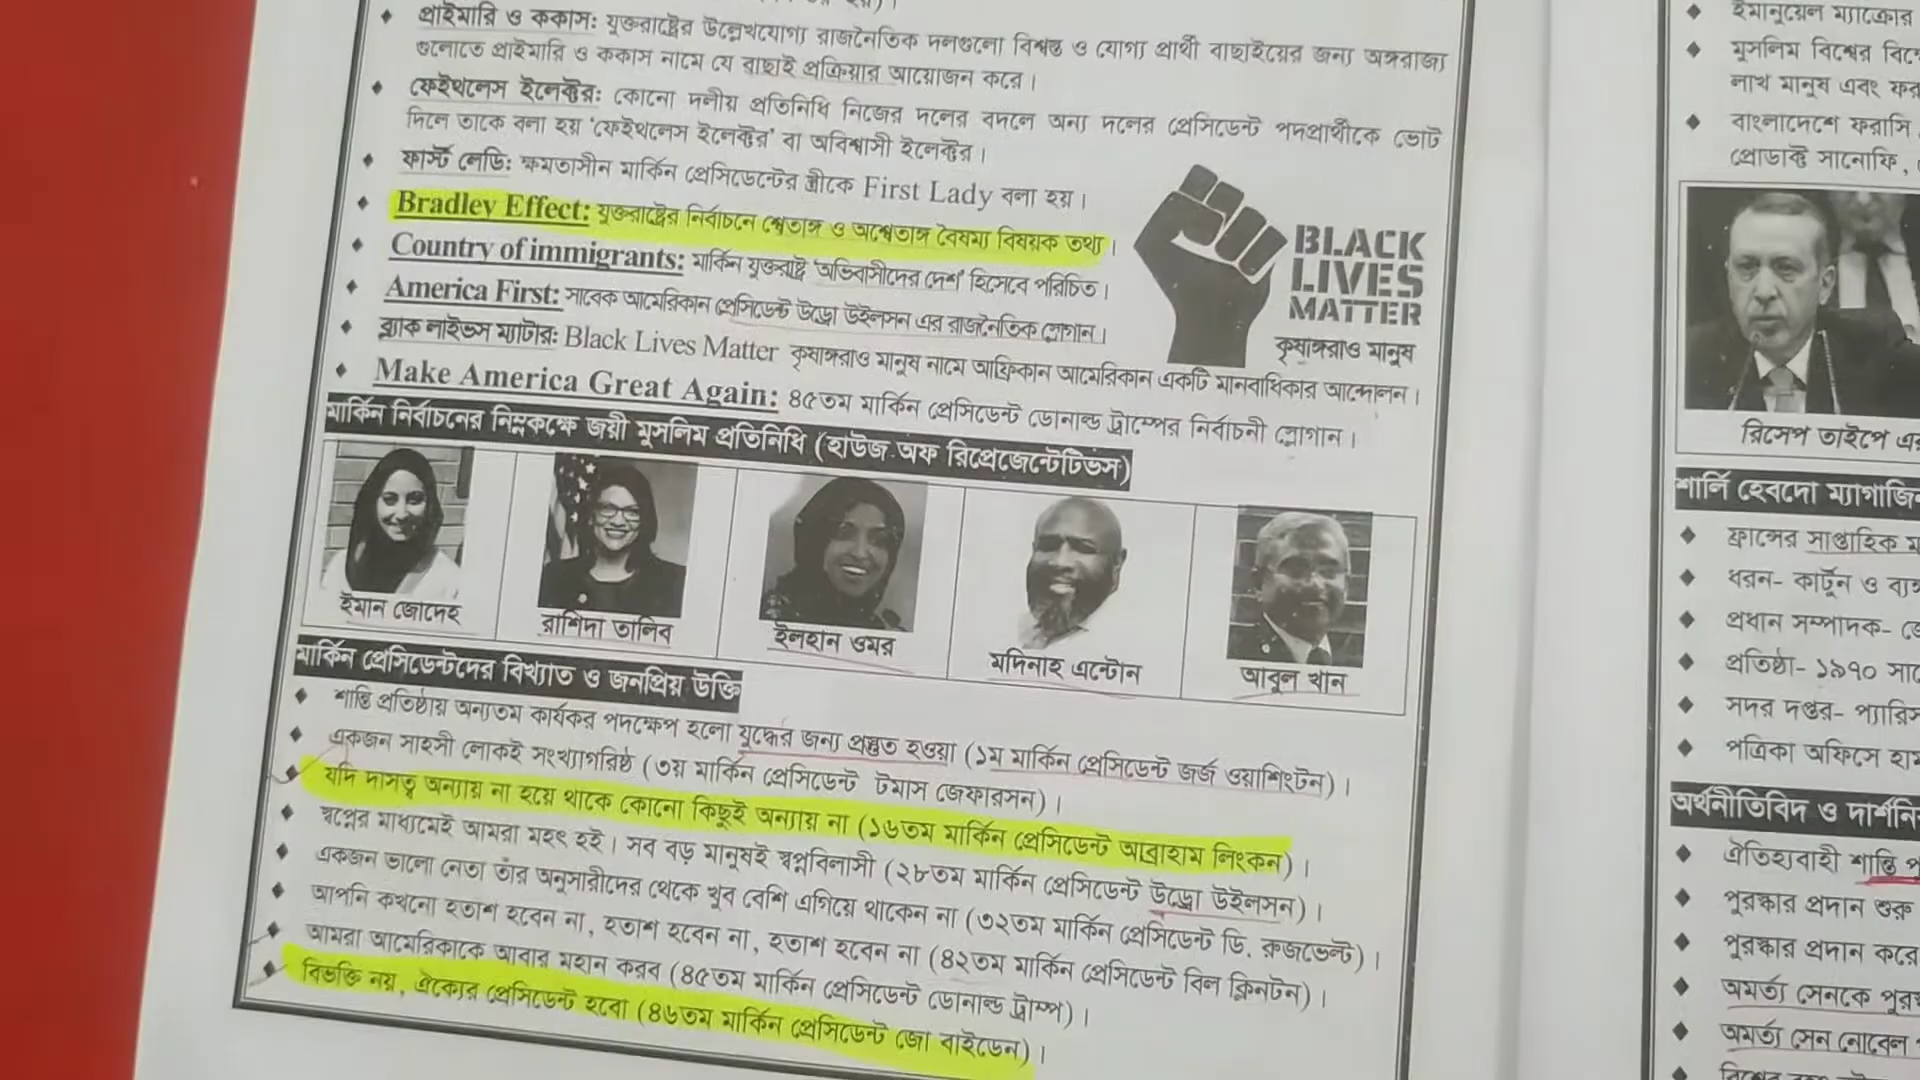 ♦ প্রাইমারি ও ককাস: যুক্তরাষ্ট্রের উল্লেখযোগ্য রাজনৈতিক দলগুলো বিশ্বস্ত ও যোগ্য প্রার্থী বাছাইয়ের জন্য অঙ্গরাজ্য
গুলোতে প্রাইমারি ও ককাস নামে যে বাছাই প্রক্রিয়ার আয়োজন করে।
♦ ফেইথলেস ইলেক্টর: কোনো দলীয় প্রতিনিধি নিজের দলের বদলে অন্য দলের প্রেসিডেন্ট পদপ্রার্থীকে ভোট
দিলে তাকে বলা হয় ‘ফেইথলেস ইলেক্টর’ বা অবিশ্বাসী ইলেক্টর।
♦ ফার্স্ট লেডি: ক্ষমতাসীন মার্কিন প্রেসিডেন্টের স্ত্রীকে First Lady বলা হয়।
♦ Bradley Effect: যুক্তরাষ্ট্রের নির্বাচনে শ্বেতাঙ্গ ও অশ্বেতাঙ্গ বৈষম্য বিষয়ক তথ্য।
♦ Country of immigrants: মার্কিন যুক্তরাষ্ট্র ‘অভিবাসীদের দেশ’ হিসেবে পরিচিত।
♦ America First: সাবেক আমেরিকান প্রেসিডেন্ট উড্রো উইলসন এর রাজনৈতিক স্লোগান।
♦ ব্ল্যাক লাইভস ম্যাটার: Black Lives Matter কৃষাঙ্গরাও মানুষ নামে আফ্রিকান আমেরিকান একটি মানবাধিকার আন্দোলন।
♦ Make America Great Again: ৪৫তম মার্কিন প্রেসিডেন্ট ডোনাল্ড ট্রাম্পের নির্বাচনী স্লোগান।
BLACK
LIVES
MATTER
কৃষাঙ্গরাও মানুষ
মার্কিন নির্বাচনের নিম্নকক্ষে জয়ী মুসলিম প্রতিনিধি (হাউজ অফ রিপ্রেজেন্টেটিভস)
ইমান জোদেহ
রাশিদা তালিব
ইলহান ওমর
মদিনাহ এন্টোন
আবুল খান
মার্কিন প্রেসিডেন্টদের বিখ্যাত ও জনপ্রিয় উক্তি
♦ শান্তি প্রতিষ্ঠায় অন্যতম কার্যকর পদক্ষেপ হলো যুদ্ধের জন্য প্রস্তুত হওয়া (১ম মার্কিন প্রেসিডেন্ট জর্জ ওয়াশিংটন)।
♦ একজন সাহসী লোকই সংখ্যাগরিষ্ঠ (৩য় মার্কিন প্রেসিডেন্ট টমাস জেফারসন)।
♦ যদি দাসত্ব অন্যায় না হয়ে থাকে কোনো কিছুই অন্যায় না (১৬তম মার্কিন প্রেসিডেন্ট আব্রাহাম লিংকন)।
♦ স্বপ্নের মাধ্যমেই আমরা মহৎ হই। সব বড় মানুষই স্বপ্নবিলাসী (২৮তম মার্কিন প্রেসিডেন্ট উড্রো উইলসন)।
♦ একজন ভালো নেতা তাঁর অনুসারীদের থেকে খুব বেশি এগিয়ে থাকেন না (৩২তম মার্কিন প্রেসিডেন্ট ডি. রুজভেল্ট)।
♦ আপনি কখনো হতাশ হবেন না, হতাশ হবেন না, হতাশ হবেন না (৪২তম মার্কিন প্রেসিডেন্ট বিল ক্লিনটন)।
♦ আমরা আমেরিকাকে আবার মহান করব (৪৫তম মার্কিন প্রেসিডেন্ট ডোনাল্ড ট্রাম্প)।
♦ বিভক্তি নয়, ঐক্যের প্রেসিডেন্ট হবো (৪৬তম মার্কিন প্রেসিডেন্ট জো বাইডেন)।
♦ ইমানুয়েল ম্যাক্রোর
♦ মুসলিম বিশ্বের
লাখ মানুষ এবং
♦ বাংলাদেশে ফরাসি
প্রোডাক্ট সানোফি,
রিসেপ তাইপে
শার্লি হেবদো
♦ ফ্রান্সের সাপ্তাহিক
♦ ধরন- কার্টুন ও
♦ প্রধান সম্পাদক-
♦ প্রতিষ্ঠা- ১৯৭০
♦ সদর দপ্তর-
♦ পত্রিকা অফিসে
অর্থনীতিবিদ ও
♦ ঐতিহ্যবাহী শান্তি
♦ পুরস্কার প্রদান শুরু
♦ পুরস্কার প্রদান করে
♦ অমর্ত্য সেনকে
♦ অমর্ত্য সেন নোবেল